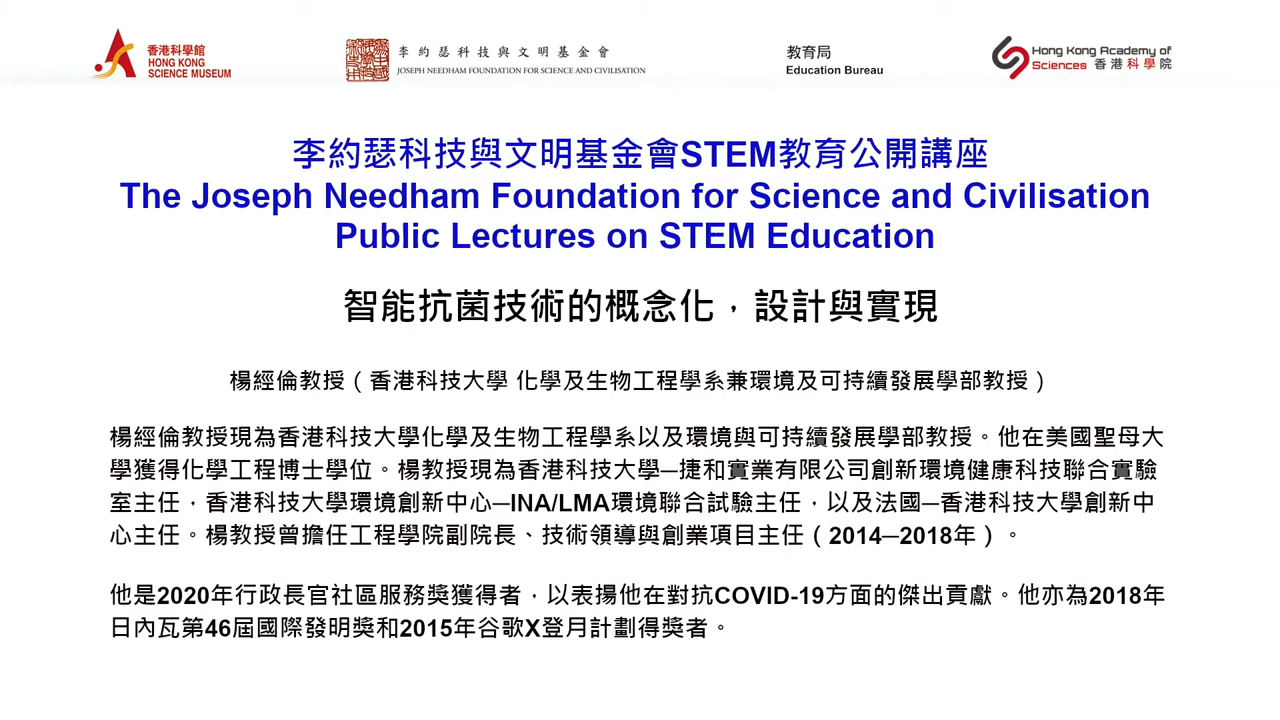 香港科學館
HONG KONG
SCIENCE MUSEUM
李約瑟科技與文明基金會
JOSEPH NEEDHAM FOUNDATION FOR SCIENCE AND CIVILISATION
教育局
Education Bureau
Hong Kong Academy of
Sciences 香港科學院
李約瑟科技與文明基金會STEM教育公開講座
The Joseph Needham Foundation for Science and Civilisation
Public Lectures on STEM Education
智能抗菌技術的概念化，設計與實現
楊經倫教授（香港科技大學 化學及生物工程學系兼環境及可持續發展學部教授）
楊經倫教授現為香港科技大學化學及生物工程學系以及環境與可持續發展學部教授。他在美國聖母大
學獲得化學工程博士學位。楊教授現為香港科技大學─捷和實業有限公司創新環境健康科技聯合實驗
室主任，香港科技大學環境創新中心─INA/LMA環境聯合試驗主任，以及法國─香港科技大學創新中
心主任。楊教授曾擔任工程學院副院長、技術領導與創業項目主任（2014─2018年）。
他是2020年行政長官社區服務獎獲得者，以表揚他在對抗COVID-19方面的傑出貢獻。他亦為2018年
日內瓦第46屆國際發明獎和2015年谷歌X登月計劃得獎者。